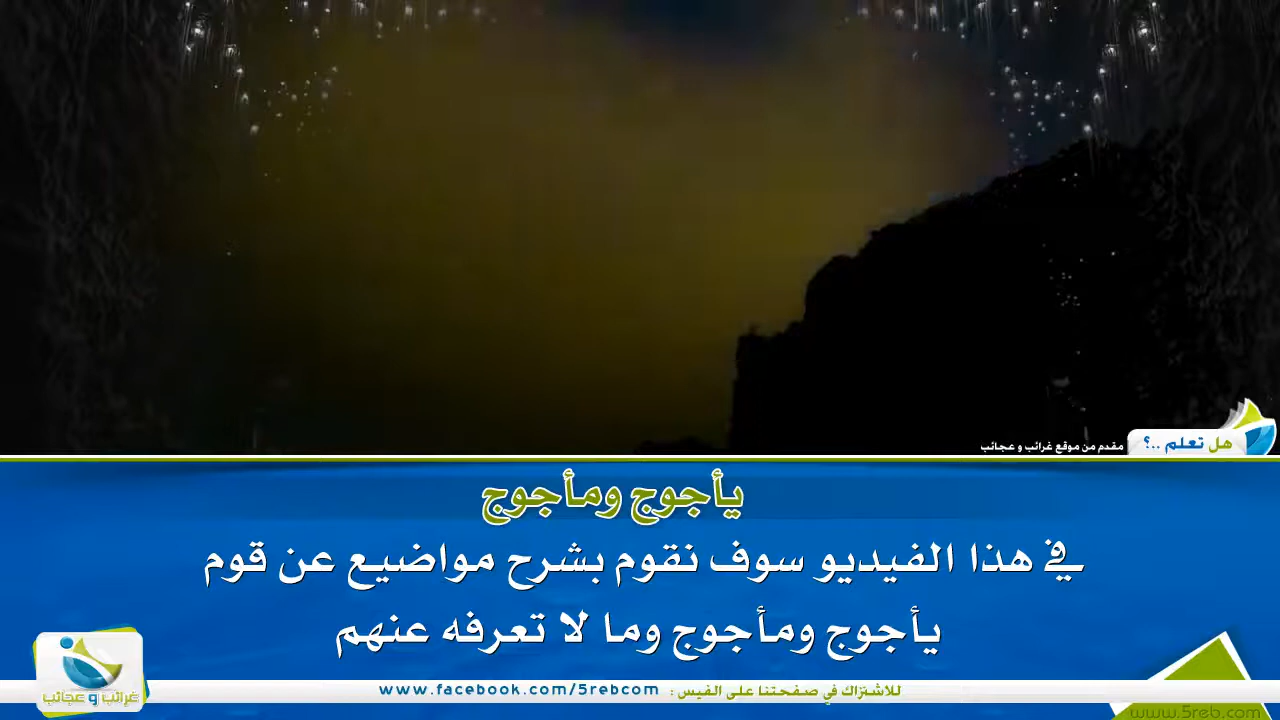 هل تعلم ..؟
مقدم من موقع غرائب و عجائب
يأجوج ومأجوج
في هذا الفيديو سوف نقوم بشرح مواضيع عن قوم
يأجوج ومأجوج وما لا تعرفه عنهم
غرائب و عجائب
للاشتراك في صفحتنا على الفيس : www.facebook.com/5rebcom
www.5reb.com